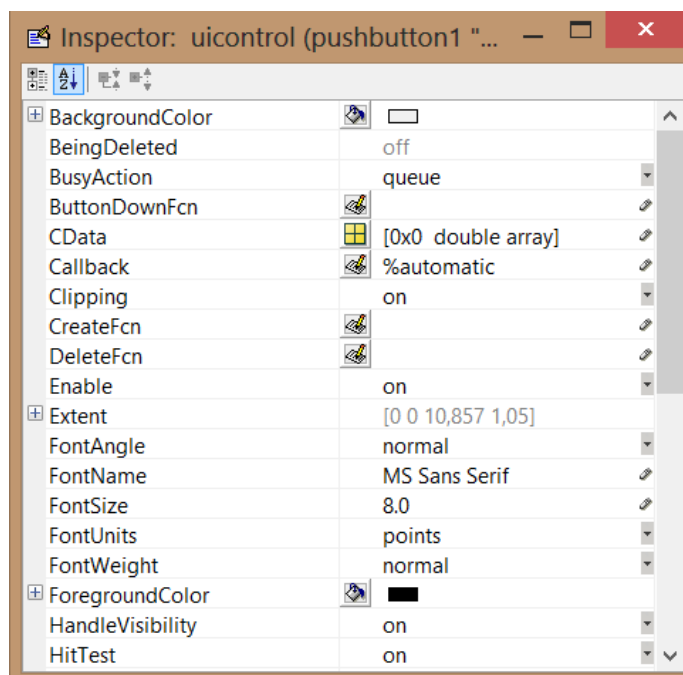 Inspector: uicontrol (pushbutton1 "...
BackgroundColor
BeingDeleted off
BusyAction queue
ButtonDownFcn
CData [0x0 double array]
Callback %automatic
Clipping on
CreateFcn
DeleteFcn
Enable on
Extent [0 0 10,857 1,05]
FontAngle normal
FontName MS Sans Serif
FontSize 8.0
FontUnits points
FontWeight normal
ForegroundColor
HandleVisibility on
HitTest on